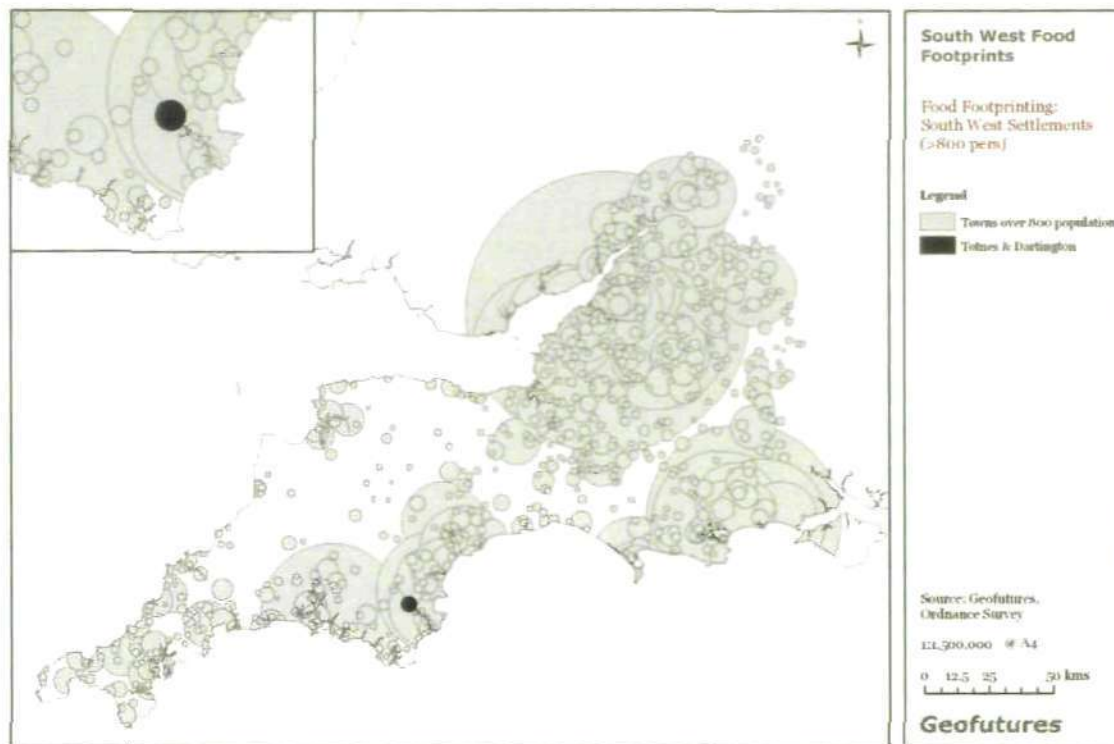 South West Food
Footprints
Food Footprinting:
South West Settlements
(>800 pers)
Legend
Towns over 800 population
Totnes & Dartington
Source: Geofutures,
Ordnance Survey
1:1,500,000 @ A4
0 12.5 25 50 kms
Geofutures